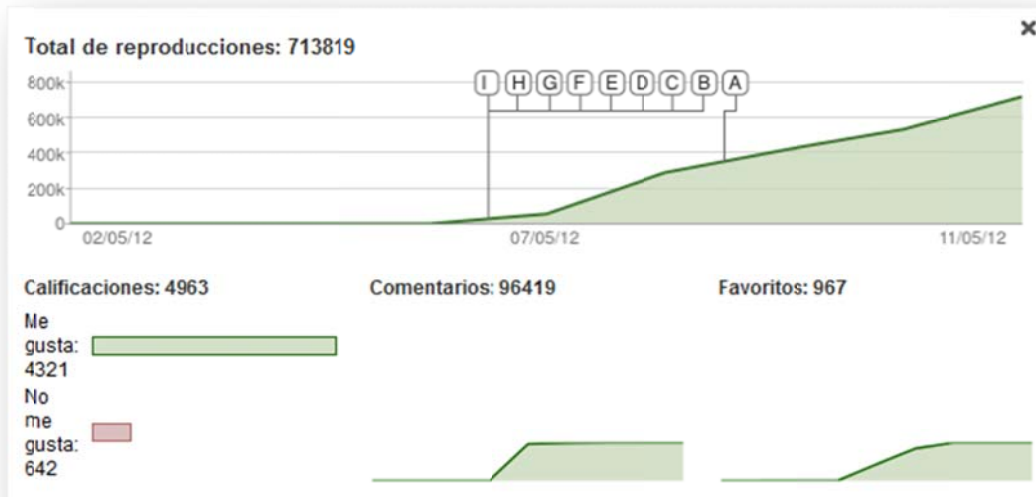 Total de reproducciones: 713819
800k
I H G F E D C B A
600k
400k
200k
0
02/05/12 07/05/12 11/05/12
Calificaciones: 4963 Comentarios: 96419 Favoritos: 967
Me
gusta:
4321
No
me
gusta:
642